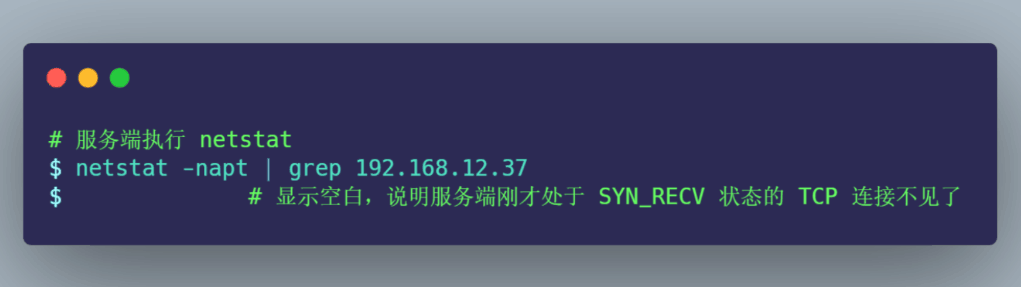 # 服务端执行 netstat
$ netstat -napt | grep 192.168.12.37
$ # 显示空白，说明服务端刚才处于 SYN_RECV 状态的 TCP 连接不见了